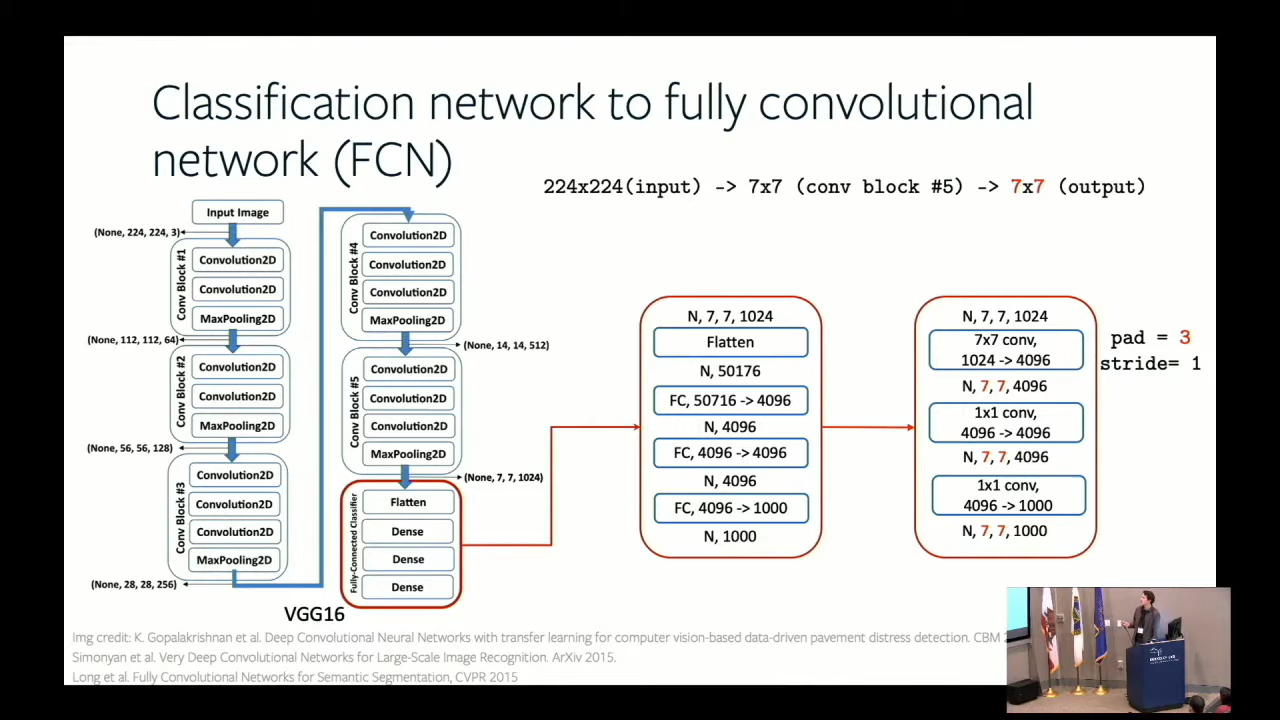 Classification network to fully convolutional
network (FCN)
224x224(input) -> 7x7 (conv block #5) -> 7x7 (output)
Input Image
(None, 224, 224, 3)
Conv Block #1
Convolution2D
Convolution2D
MaxPooling2D
(None, 112, 112, 64)
Conv Block #2
Convolution2D
Convolution2D
MaxPooling2D
(None, 56, 56, 128)
Conv Block #3
Convolution2D
Convolution2D
Convolution2D
MaxPooling2D
(None, 28, 28, 256)
Conv Block #4
Convolution2D
Convolution2D
Convolution2D
MaxPooling2D
(None, 14, 14, 512)
Conv Block #5
Convolution2D
Convolution2D
Convolution2D
MaxPooling2D
(None, 7, 7, 1024)
Fully-Connected Classifier
Flatten
Dense
Dense
Dense
VGG16
N, 7, 7, 1024
Flatten
N, 50176
FC, 50716 -> 4096
N, 4096
FC, 4096 -> 4096
N, 4096
FC, 4096 -> 1000
N, 1000
N, 7, 7, 1024
7x7 conv,
1024 -> 4096
N, 7, 7, 4096
1x1 conv,
4096 -> 4096
N, 7, 7, 4096
1x1 conv,
4096 -> 1000
N, 7, 7, 1000
pad = 3
stride= 1
Img credit: K. Gopalakrishnan et al. Deep Convolutional Neural Networks with transfer learning for computer vision-based data-driven pavement distress detection. CBM
Simonyan et al. Very Deep Convolutional Networks for Large-Scale Image Recognition. ArXiv 2015.
Long et al. Fully Convolutional Networks for Semantic Segmentation, CVPR 2015